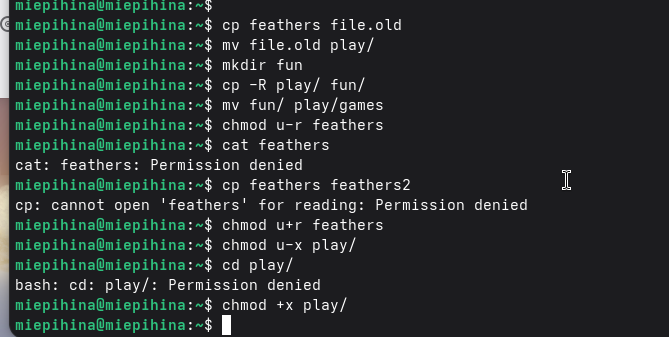 miepihina@miepihina:~$
miepihina@miepihina:~$ cp feathers file.old
miepihina@miepihina:~$ mv file.old play/
miepihina@miepihina:~$ mkdir fun
miepihina@miepihina:~$ cp -R play/ fun/
miepihina@miepihina:~$ mv fun/ play/games
miepihina@miepihina:~$ chmod u-r feathers
miepihina@miepihina:~$ cat feathers
cat: feathers: Permission denied
miepihina@miepihina:~$ cp feathers feathers2
cp: cannot open 'feathers' for reading: Permission denied
miepihina@miepihina:~$ chmod u+r feathers
miepihina@miepihina:~$ chmod u-x play/
miepihina@miepihina:~$ cd play/
bash: cd: play/: Permission denied
miepihina@miepihina:~$ chmod +x play/
miepihina@miepihina:~$